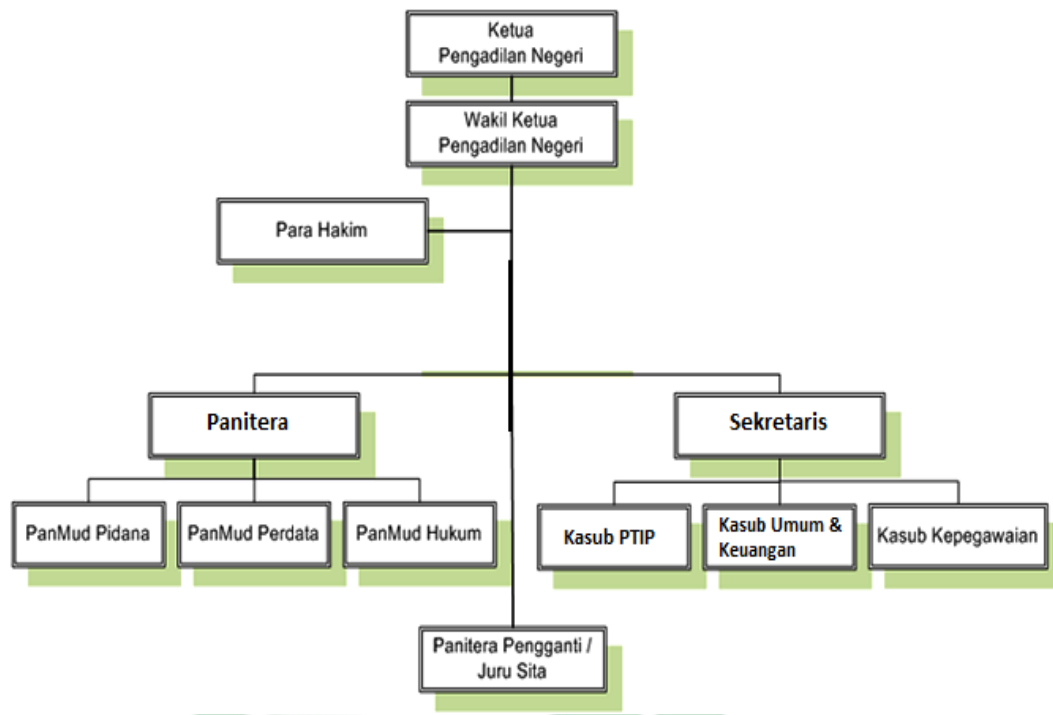 Ketua
Pengadilan Negeri
Wakil Ketua
Pengadilan Negeri
Para Hakim
Panitera
Sekretaris
PanMud Pidana
PanMud Perdata
PanMud Hukum
Kasub PTIP
Kasub Umum &
Keuangan
Kasub Kepegawaian
Panitera Pengganti /
Juru Sita